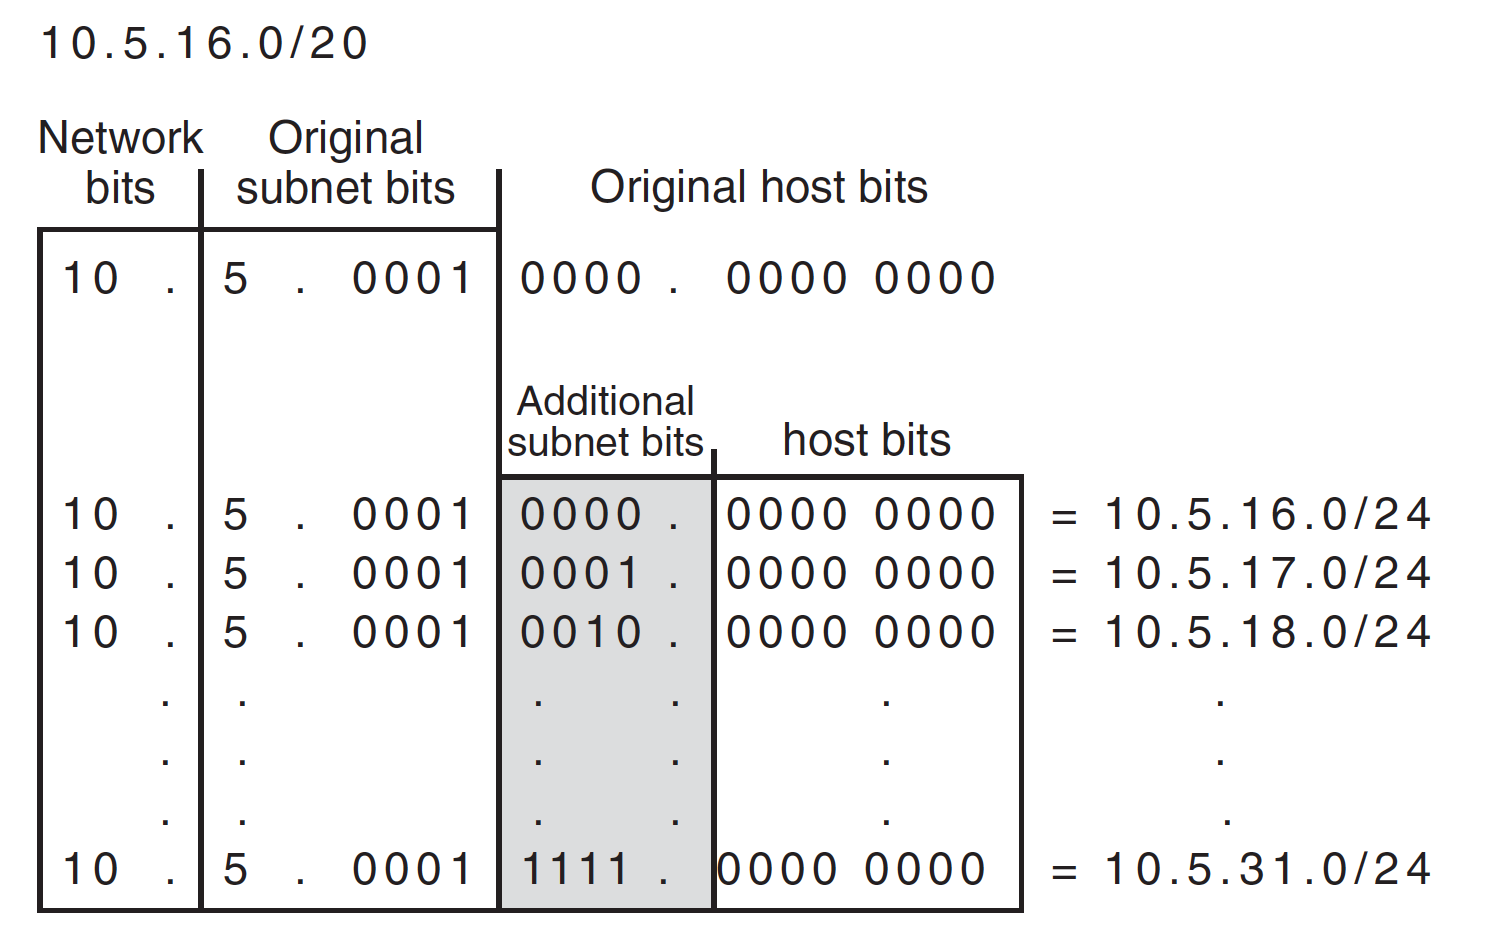 10.5.16.0/20
Network Original
bits subnet bits Original host bits
10 . 5 . 0001 0000 . 0000 0000
Additional
subnet bits host bits
10 . 5 . 0001 0000 . 0000 0000 = 10.5.16.0/24
10 . 5 . 0001 0001 . 0000 0000 = 10.5.17.0/24
10 . 5 . 0001 0010 . 0000 0000 = 10.5.18.0/24
. . . . . .
. . . . . .
. . . . . .
10 . 5 . 0001 1111 . 0000 0000 = 10.5.31.0/24